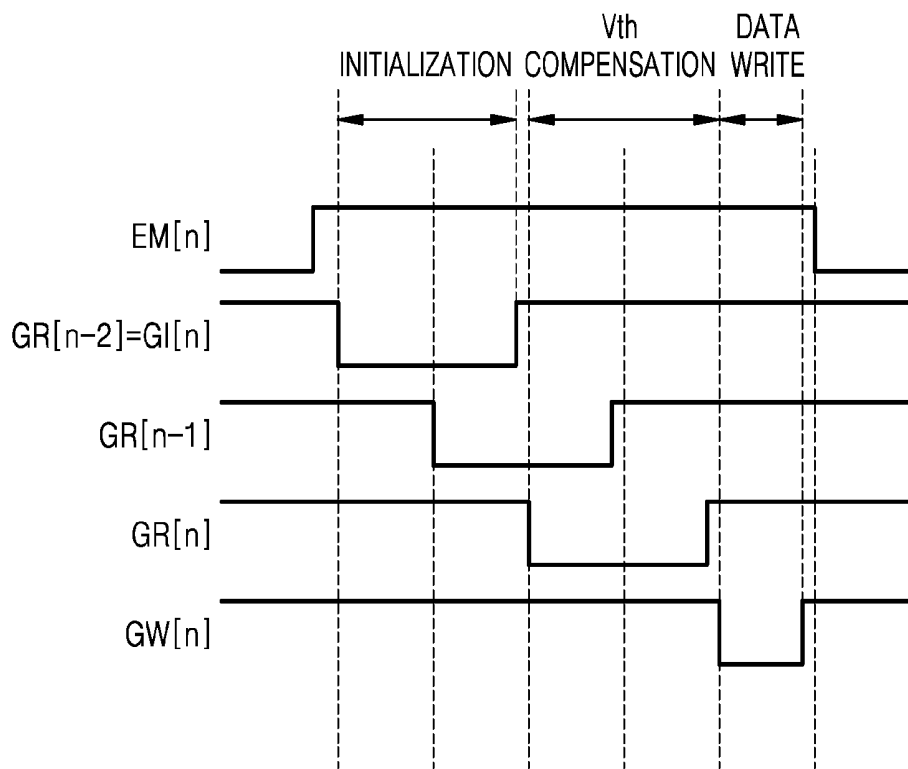 Vth DATA
INITIALIZATION COMPENSATION WRITE
EM[n]
GR[n-2]=GI[n]
GR[n-1]
GR[n]
GW[n]